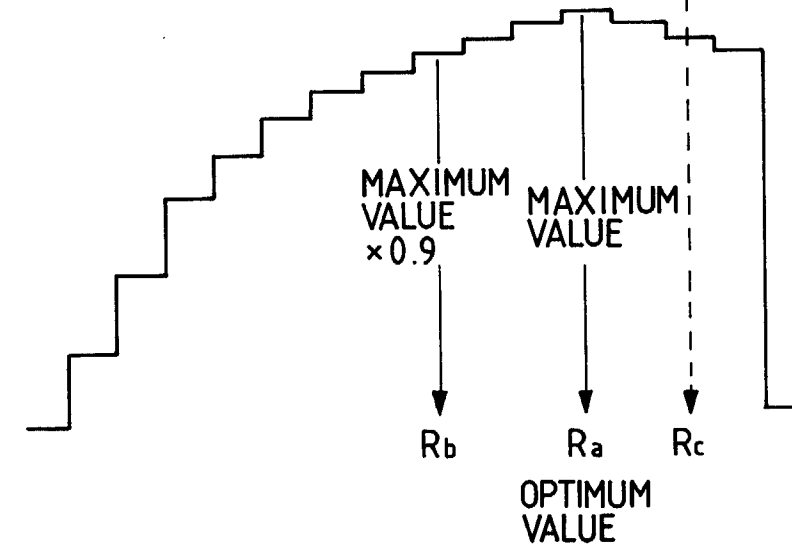 MAXIMUM
VALUE
×0.9
MAXIMUM
VALUE
Rb
Ra
Rc
OPTIMUM
VALUE